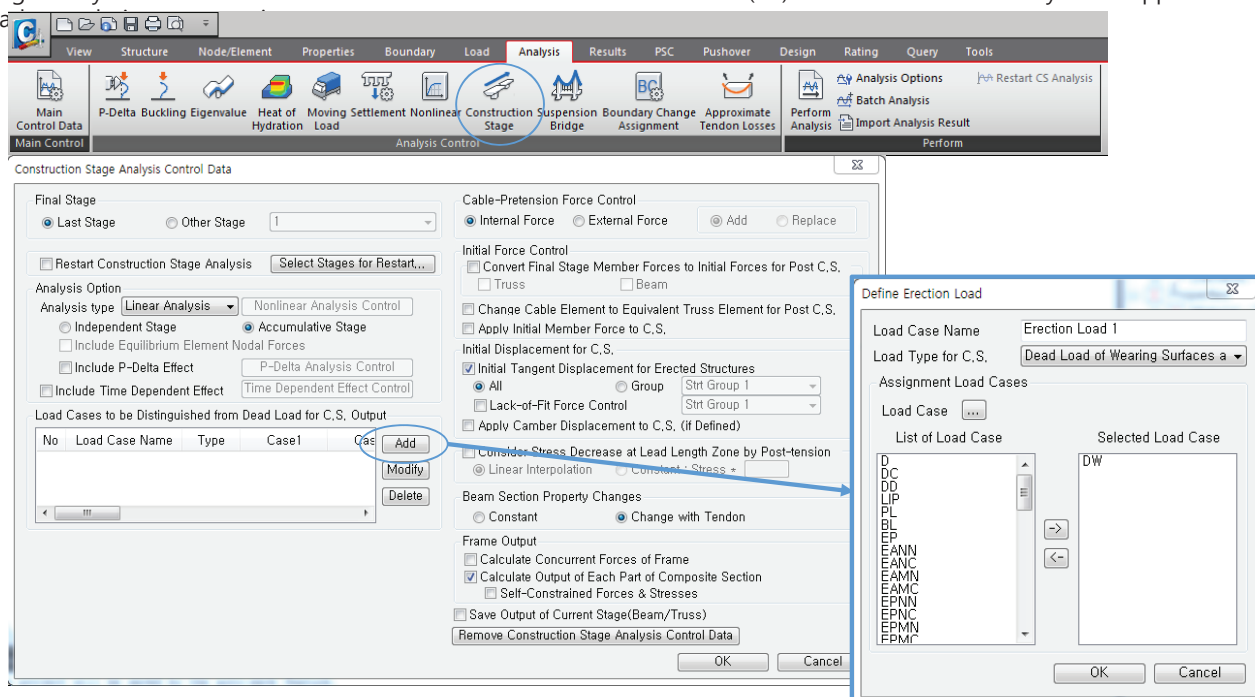 View Structure Node/Element Properties Boundary Load Analysis Results PSC Pushover Design Rating Query Tools
Main Control Data
P-Delta Buckling Eigenvalue Heat of Hydration Moving Load Settlement Nonlinear Construction Stage Suspension Bridge Boundary Change Assignment Approximate Tendon Losses
Perform Analysis
Analysis Options
Batch Analysis
Import Analysis Result
Restart CS Analysis
Main Control Analysis Control Perform
Construction Stage Analysis Control Data
Final Stage
Last Stage Other Stage 1
Restart Construction Stage Analysis Select Stages for Restart...
Analysis Option
Analysis type Linear Analysis Nonlinear Analysis Control
Independent Stage Accumulative Stage
Include Equilibrium Element Nodal Forces
Include P-Delta Effect P-Delta Analysis Control
Include Time Dependent Effect Time Dependent Effect Control
Load Cases to be Distinguished from Dead Load for C.S. Output
No Load Case Name Type Case1 Cas
Add
Modify
Delete
Cable-Pretension Force Control
Internal Force External Force Add Replace
Initial Force Control
Convert Final Stage Member Forces to Initial Forces for Post C.S.
Truss Beam
Change Cable Element to Equivalent Truss Element for Post C.S.
Apply Initial Member Force to C.S.
Initial Displacement for C.S.
Initial Tangent Displacement for Erected Structures
All Group Strt Group 1
Lack-of-Fit Force Control Strt Group 1
Apply Camber Displacement to C.S. (if Defined)
Consider Stress Decrease at Lead Length Zone by Post-tension
Linear Interpolation Constant : Stress *
Beam Section Property Changes
Constant Change with Tendon
Frame Output
Calculate Concurrent Forces of Frame
Calculate Output of Each Part of Composite Section
Self-Constrained Forces & Stresses
Save Output of Current Stage(Beam/Truss)
Remove Construction Stage Analysis Control Data
OK Cancel
Define Erection Load
Load Case Name Erection Load 1
Load Type for C.S. Dead Load of Wearing Surfaces a
Assignment Load Cases
Load Case ...
List of Load Case Selected Load Case
D DW
DC
DD
LIP
PL
BL
EP
EANN
EANC
EAMN
EAMC
EPNN
EPNC
EPMN
EPMC
-> 
<-
OK Cancel